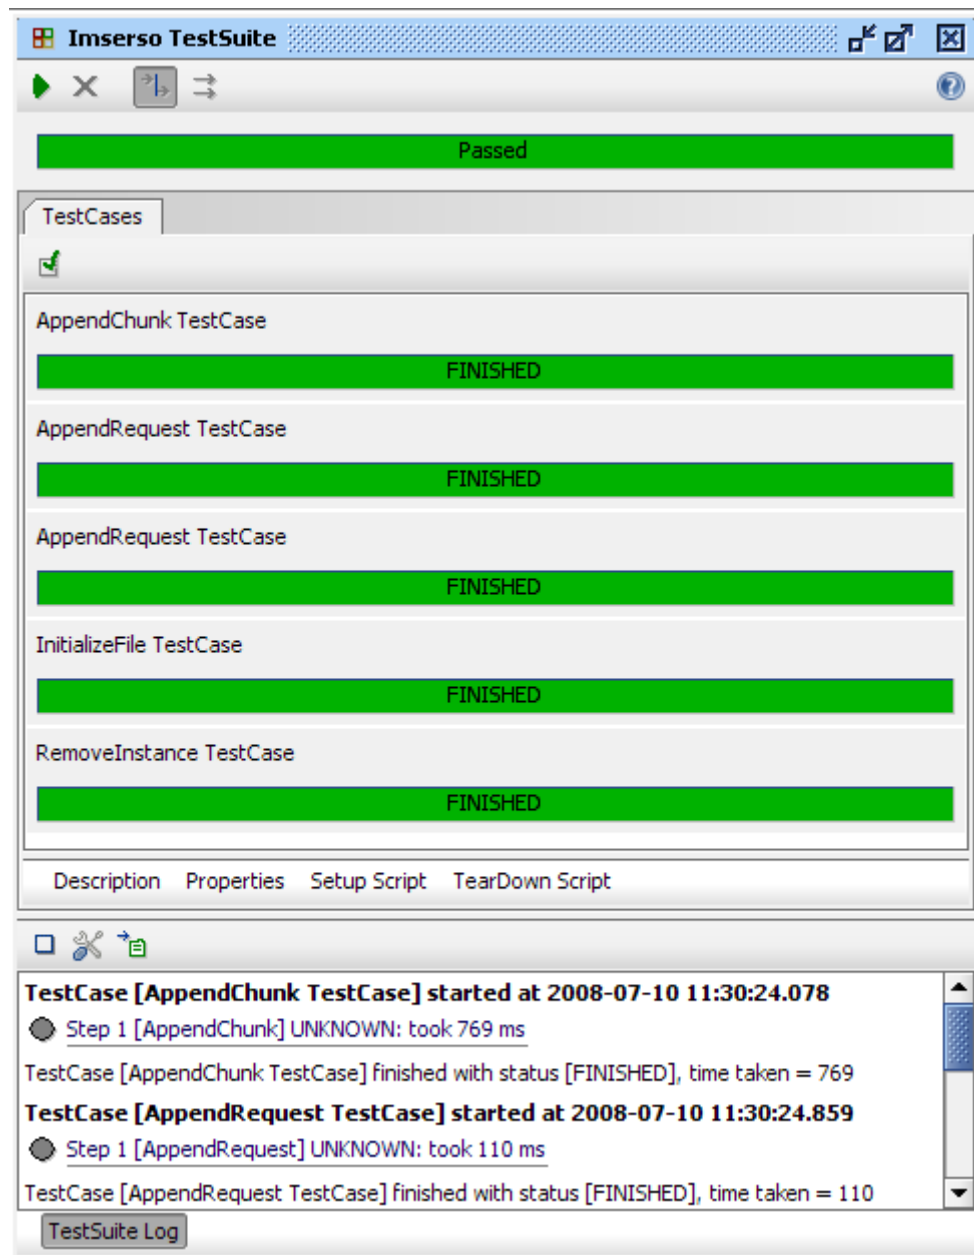 Imserso TestSuite
Passed
TestCases
AppendChunk TestCase
FINISHED
AppendRequest TestCase
FINISHED
AppendRequest TestCase
FINISHED
InitializeFile TestCase
FINISHED
RemoveInstance TestCase
FINISHED
Description Properties Setup Script TearDown Script
TestCase [AppendChunk TestCase] started at 2008-07-10 11:30:24.078
Step 1 [AppendChunk] UNKNOWN: took 769 ms
TestCase [AppendChunk TestCase] finished with status [FINISHED], time taken = 769
TestCase [AppendRequest TestCase] started at 2008-07-10 11:30:24.859
Step 1 [AppendRequest] UNKNOWN: took 110 ms
TestCase [AppendRequest TestCase] finished with status [FINISHED], time taken = 110
TestSuite Log